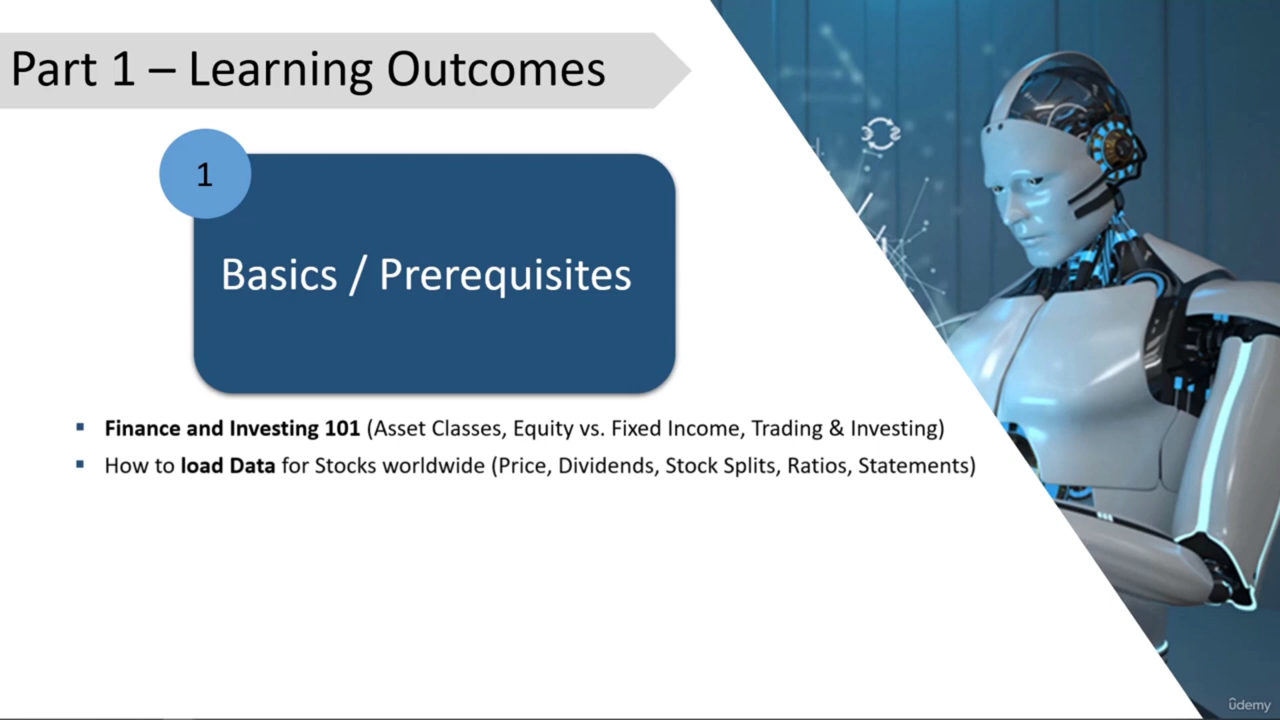 Part 1 – Learning Outcomes
1
Basics / Prerequisites
▪ Finance and Investing 101 (Asset Classes, Equity vs. Fixed Income, Trading & Investing)
▪ How to load Data for Stocks worldwide (Price, Dividends, Stock Splits, Ratios, Statements)
ûdemy